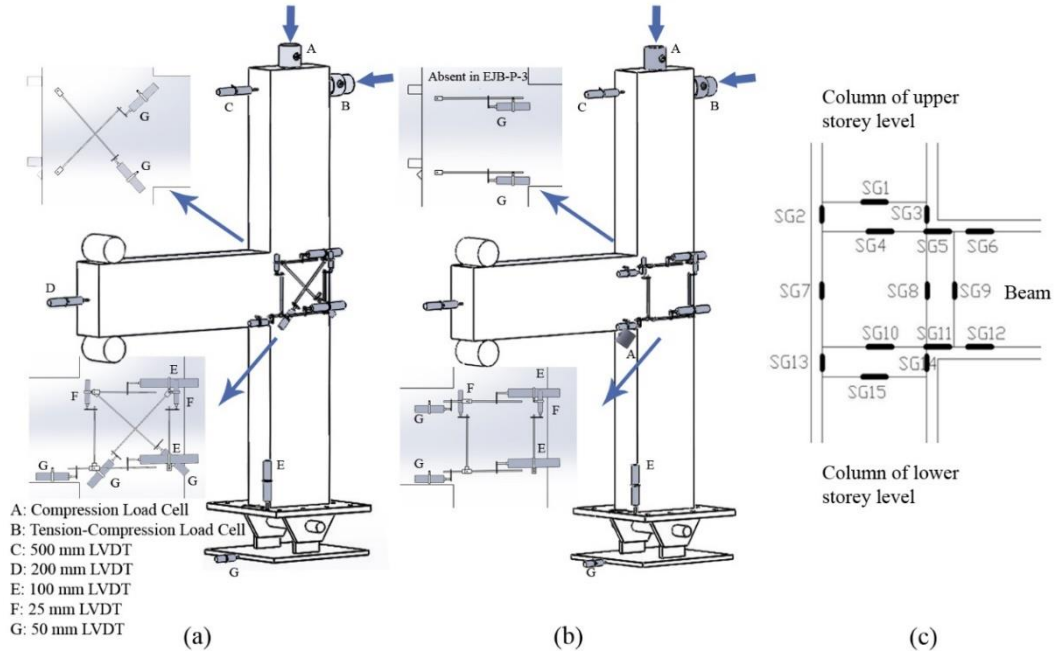 A
B
C
G
G
D
E
F
F
E
G
G
G
E
G
A: Compression Load Cell
B: Tension-Compression Load Cell
C: 500 mm LVDT
D: 200 mm LVDT
E: 100 mm LVDT
F: 25 mm LVDT
G: 50 mm LVDT
(a)
A
B
C
Absent in EJB-P-3
G
G
A
E
F
F
G
E
G
E
G
(b)
Column of upper
storey level
SG1
SG2
SG3
SG4
SG5
SG6
SG7
SG8
SG9
Beam
SG10
SG11
SG12
SG13
SG14
SG15
Column of lower
storey level
(c)